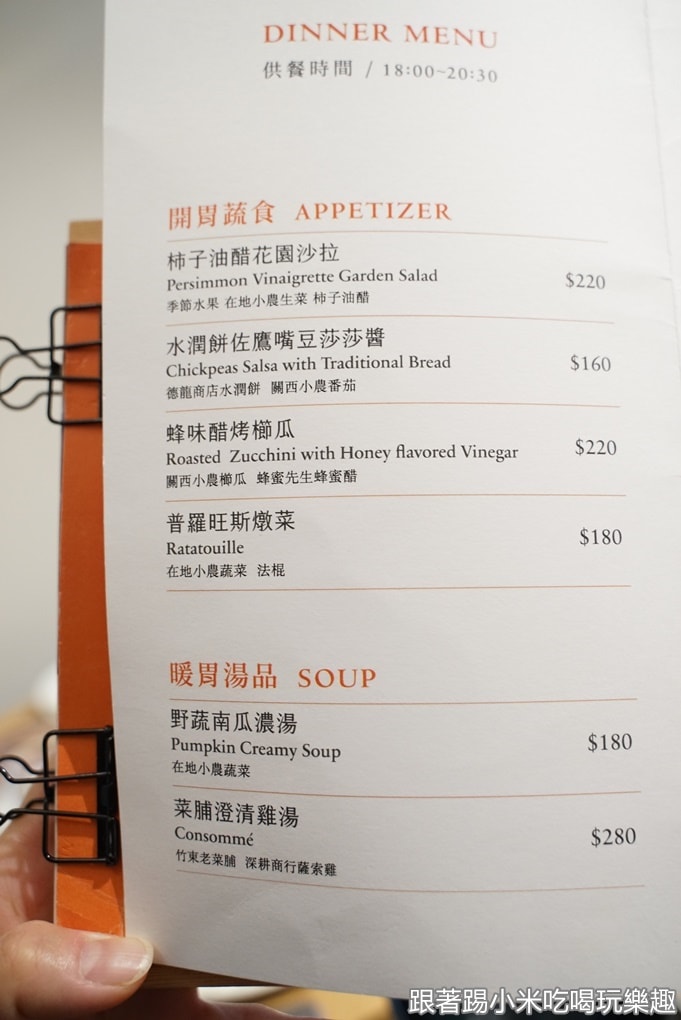 DINNER MENU
供餐時間 / 18:00~20:30
開胃蔬食 APPETIZER
柿子油醋花園沙拉
Persimmon Vinaigrette Garden Salad
$220
季節水果 在地小農生菜 柿子油醋
水潤餅佐鷹嘴豆莎莎醬
Chickpeas Salsa with Traditional Bread
$160
德龍商店水潤餅 關西小農番茄
蜂味醋烤櫛瓜
Roasted Zucchini with Honey flavored Vinegar
$220
關西小農櫛瓜 蜂蜜先生蜂蜜醋
普羅旺斯燉菜
Ratatouille
$180
在地小農蔬菜 法棍
暖胃湯品 SOUP
野蔬南瓜濃湯
Pumpkin Creamy Soup
$180
在地小農蔬菜
菜脯澄清雞湯
Consommé
$280
竹東老菜脯 深耕商行薩索雞
跟著踢小米吃喝玩樂趣